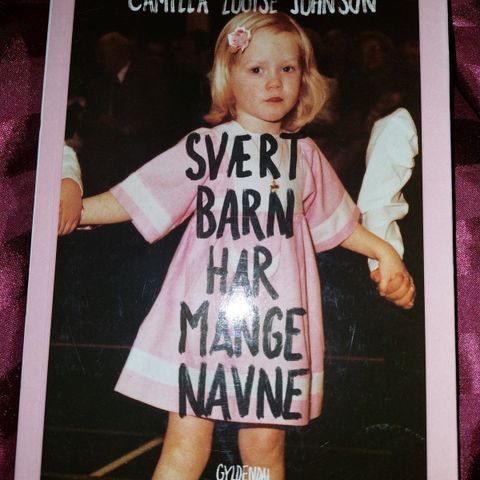 CAMILLA LOUISE JOHNSON
SVÆRT
BARN
HAR
MANGE
NAVNE
GYLDENDAL